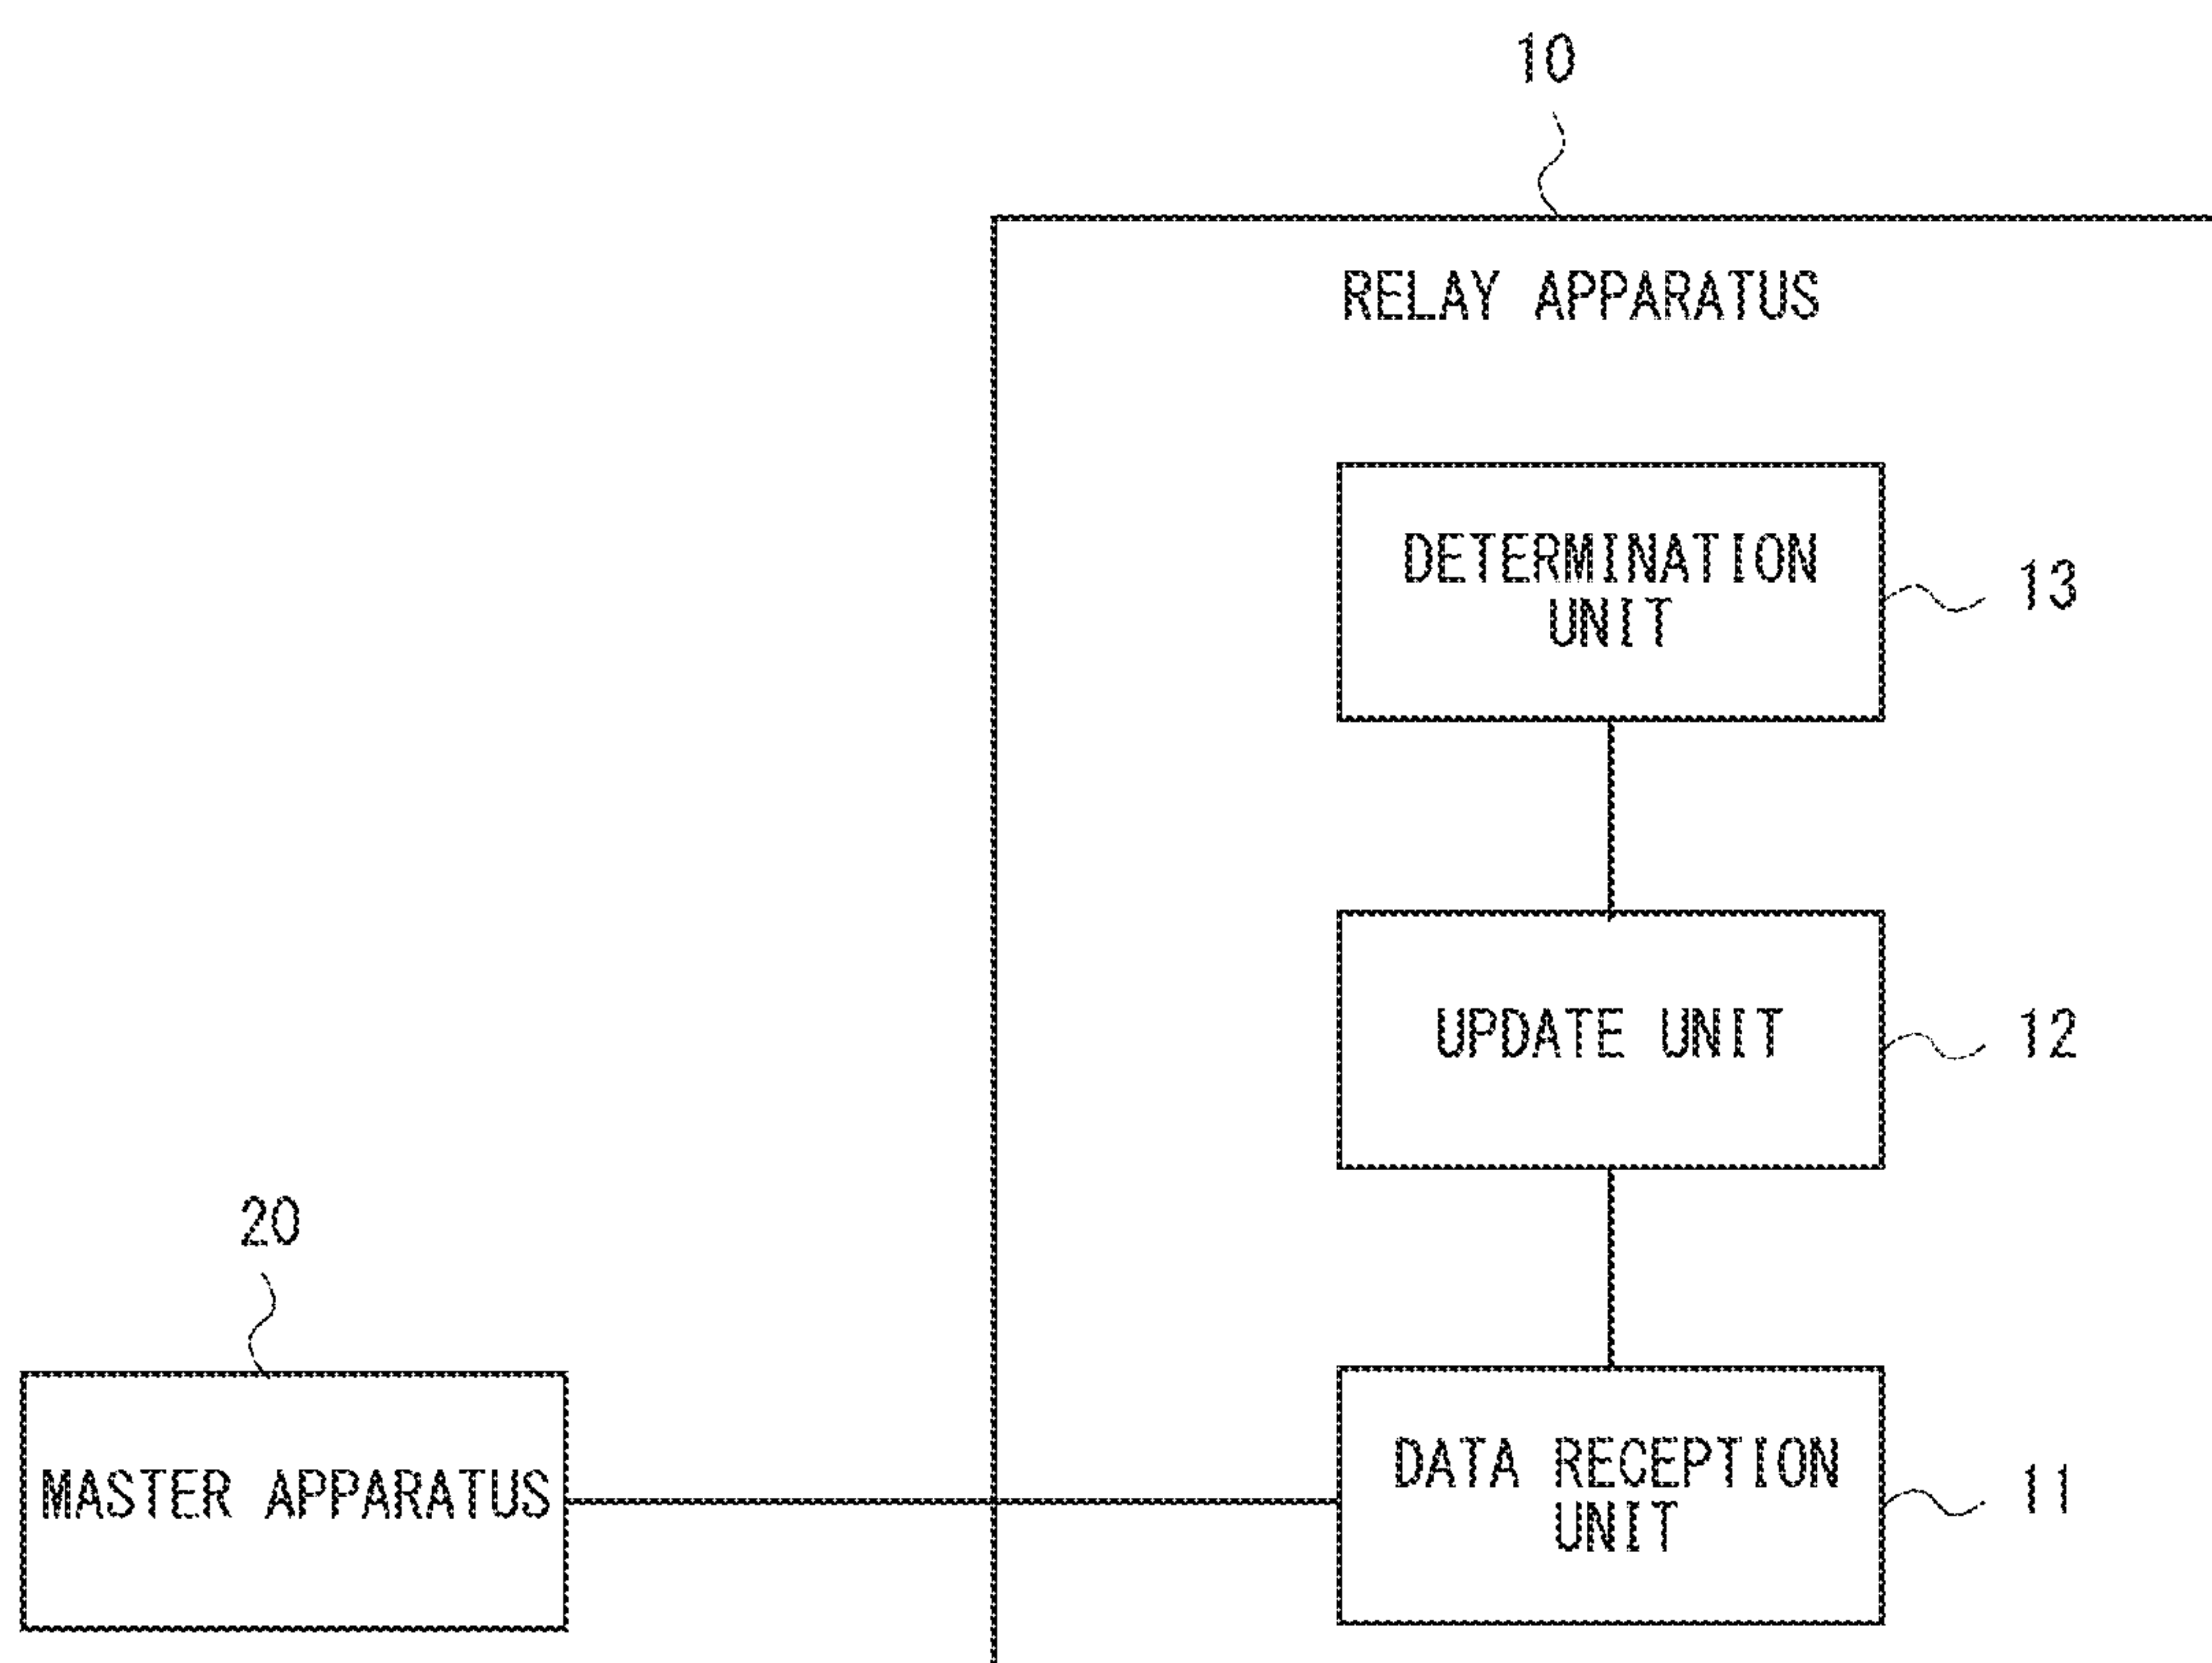 10
RELAY APPARATUS
DETERMINATION
UNIT
13
UPDATE UNIT
12
20
MASTER APPARATUS
DATA RECEPTION
UNIT
11